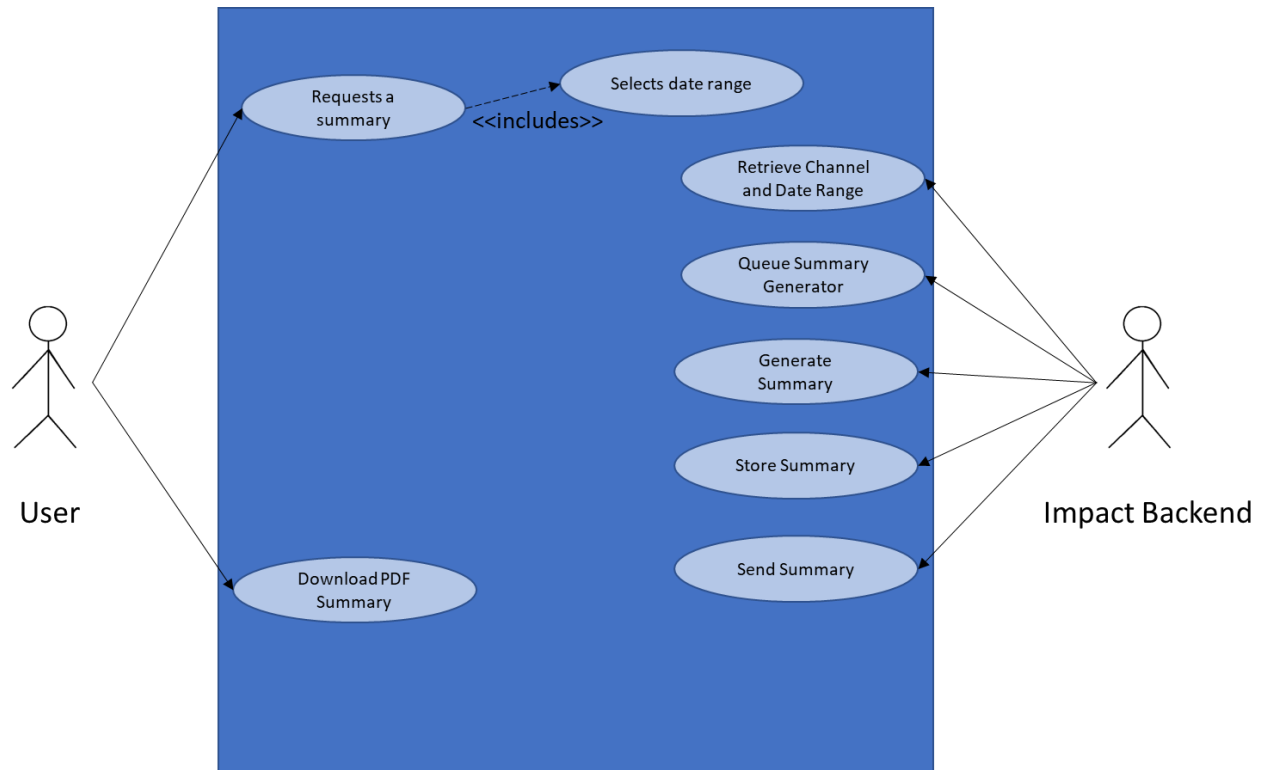 Requests a
summary
<<includes>>
Selects date range
Retrieve Channel
and Date Range
Queue Summary
Generator
Generate
Summary
Store Summary
Send Summary
Download PDF
Summary
User
Impact Backend